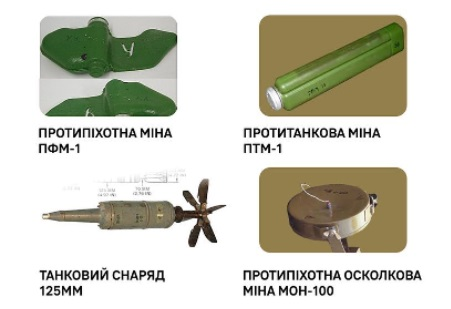 ПРОТИПІХОТНА МІНА
ПФМ-1
ПРОТИТАНКОВА МІНА
ПТМ-1
ТАНКОВИЙ СНАРЯД
125ММ
ПРОТИПІХОТНА ОСКОЛКОВА
МІНА МОН-100